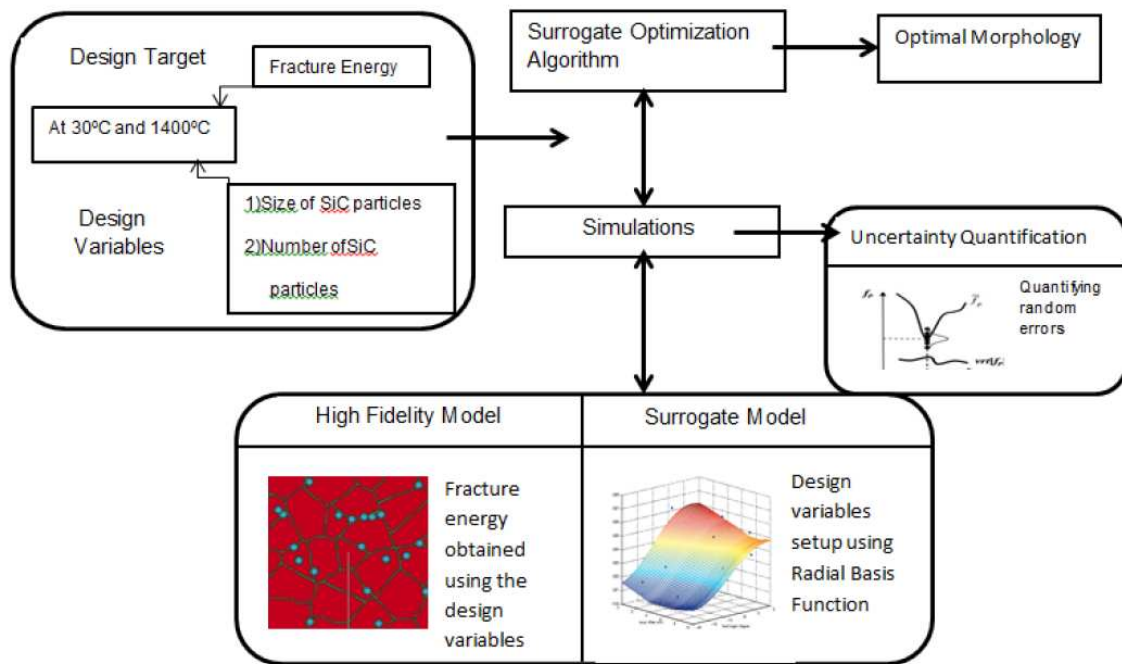 Design Target
Fracture Energy
At 30ºC and 1400ºC
Design
Variables
1)Size of SiC particles
2)Number ofSiC
particles
Surrogate Optimization
Algorithm
Optimal Morphology
Simulations
Uncertainty Quantification
Quantifying
random
errors
High Fidelity Model
Fracture
energy
obtained
using the
design
variables
Surrogate Model
Design
variables
setup using
Radial Basis
Function